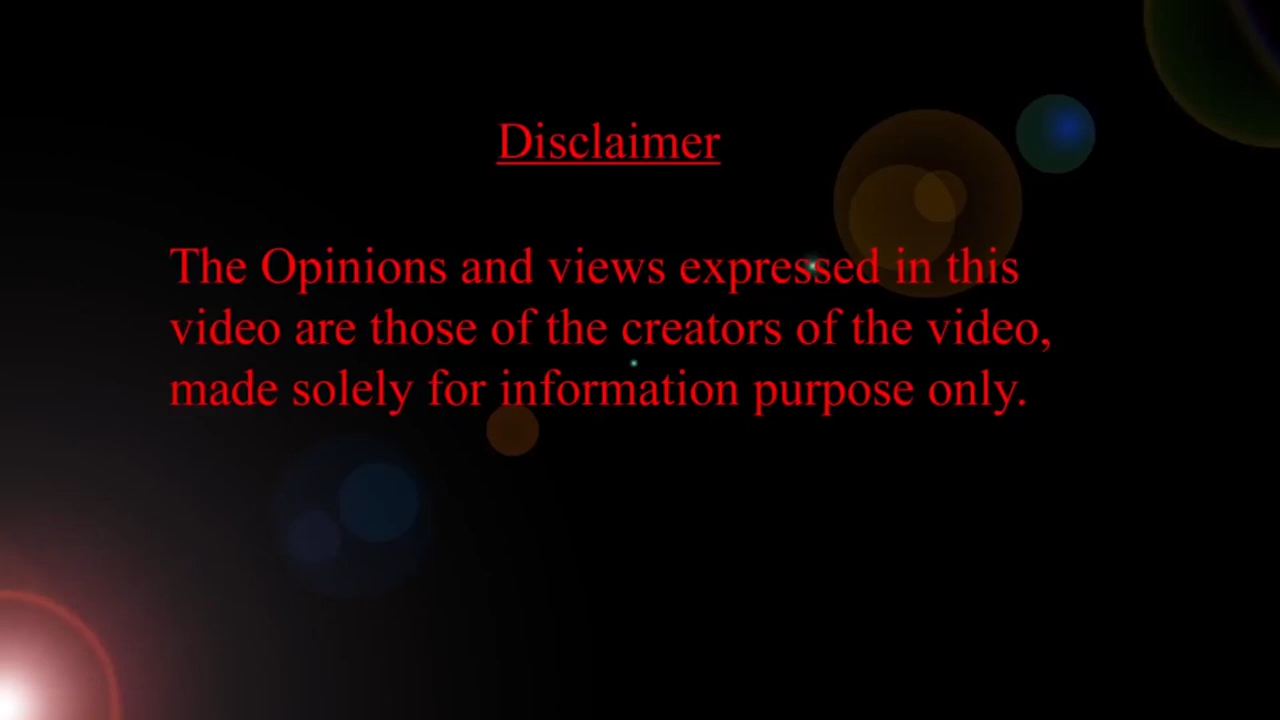 Disclaimer
The Opinions and views expressed in this
video are those of the creators of the video,
made solely for information purpose only.